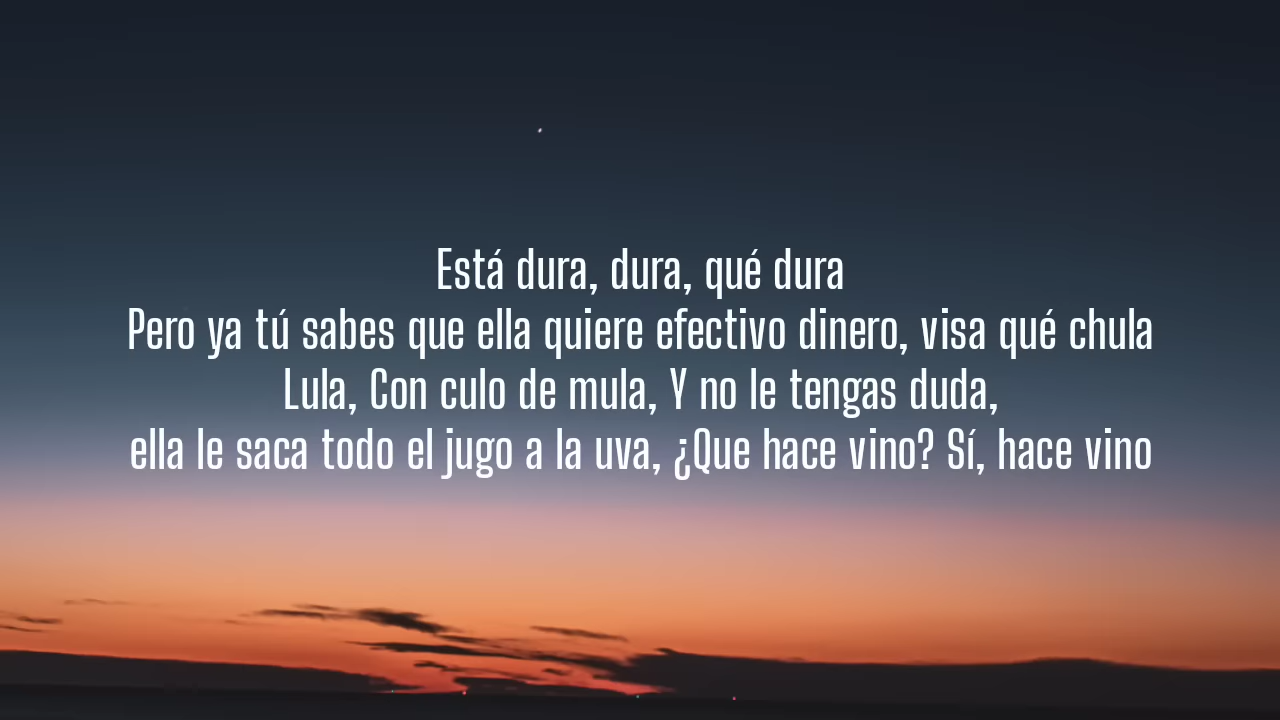 Está dura, dura, qué dura
Pero ya tú sabes que ella quiere efectivo dinero, visa qué chula
Lula, Con culo de mula, Y no le tengas duda,
ella le saca todo el jugo a la uva, ¿Que hace vino? Sí, hace vino